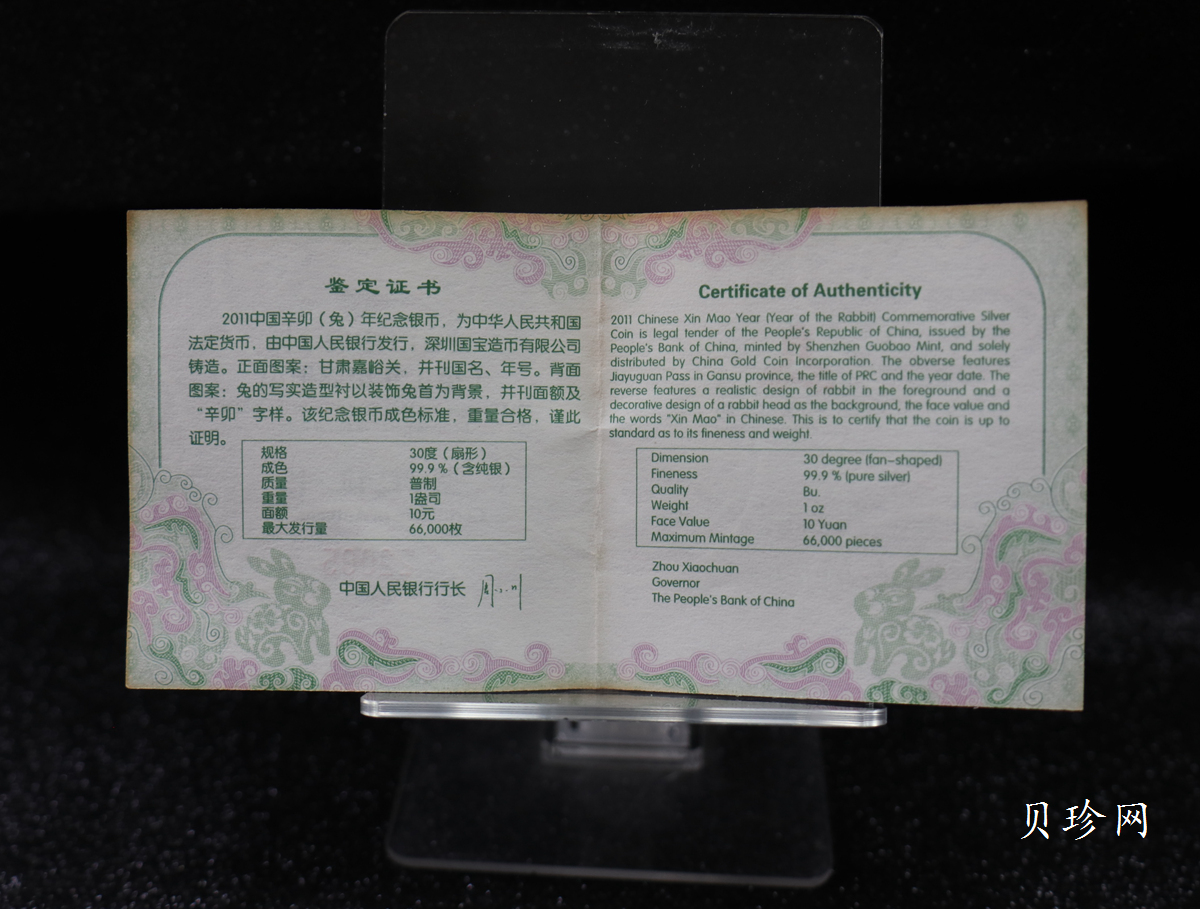 鉴定证书
2011中国辛卯（兔）年纪念银币，为中华人民共和国
法定货币，由中国人民银行发行，深圳国宝造币有限公司
铸造。正面图案：甘肃嘉峪关，并刊国名、年号。背面
图案：兔的写实造型衬以装饰兔首为背景，并刊面额及
“辛卯”字样。该纪念银币成色标准，重量合格，谨此
证明。
规格 30度（扇形）
成色 99.9％（含纯银）
质量 普制
重量 1盎司
面额 10元
最大发行量 66,000枚
中国人民银行行长
Certificate of Authenticity
2011 Chinese Xin Mao Year (Year of the Rabbit) Commemorative Silver
Coin is legal tender of the People's Republic of China, issued by the
People's Bank of China, minted by Shenzhen Guobao Mint, and solely
distributed by China Gold Coin Incorporation. The obverse features
Jiayuguan Pass in Gansu province, the title of PRC and the year date. The
reverse features a realistic design of rabbit in the foreground and a
decorative design of a rabbit head as the background, the face value and
the words "Xin Mao" in Chinese. This is to certify that the coin is up to
standard as to its fineness and weight.
Dimension 30 degree (fan-shaped)
Fineness 99.9 % (pure silver)
Quality Bu.
Weight 1 oz
Face Value 10 Yuan
Maximum Mintage 66,000 pieces
Zhou Xiaochuan
Governor
The People's Bank of China
贝珍网